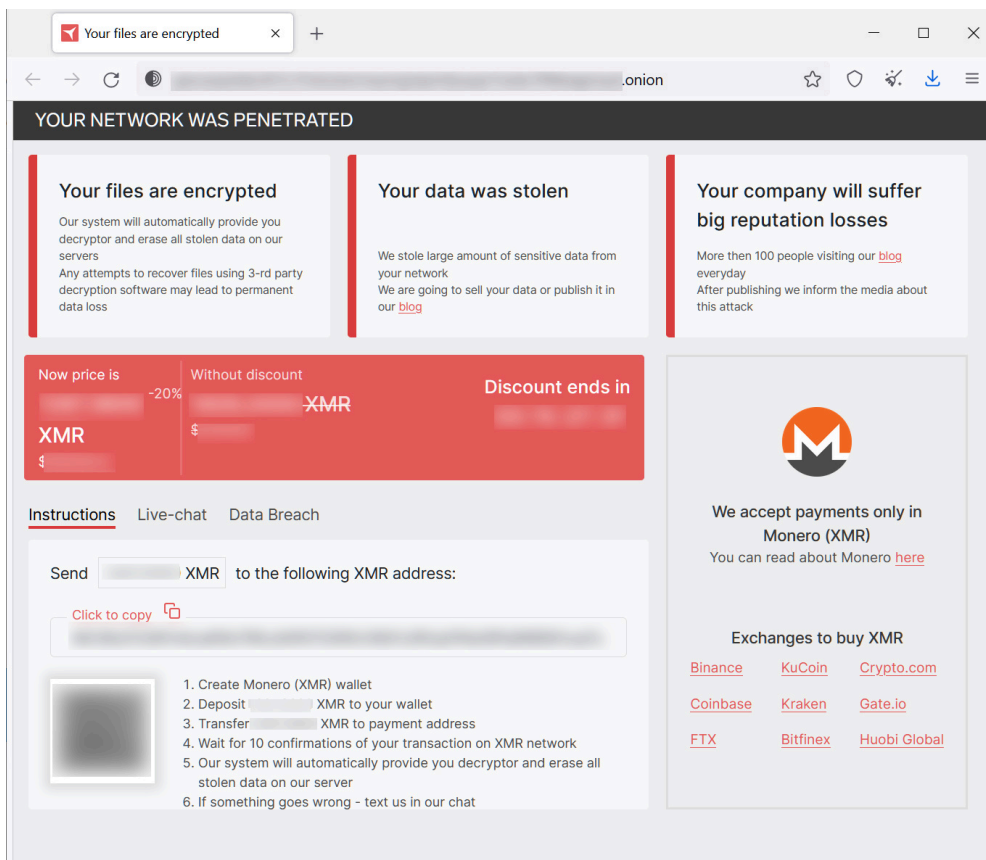 Your files are encrypted
.onion
YOUR NETWORK WAS PENETRATED
Your files are encrypted
Our system will automatically provide you
decryptor and erase all stolen data on our
servers
Any attempts to recover files using 3-rd party
decryption software may lead to permanent
data loss
Your data was stolen
We stole large amount of sensitive data from
your network
We are going to sell your data or publish it in
our blog
Your company will suffer
big reputation losses
More then 100 people visiting our blog
everyday
After publishing we inform the media about
this attack
Now price is
-20%
XMR
$
Without discount
XMR
$
Discount ends in
Instructions Live-chat Data Breach
Send XMR to the following XMR address:
Click to copy
1. Create Monero (XMR) wallet
2. Deposit XMR to your wallet
3. Transfer XMR to payment address
4. Wait for 10 confirmations of your transaction on XMR network
5. Our system will automatically provide you decryptor and erase all
stolen data on our server
6. If something goes wrong - text us in our chat
We accept payments only in
Monero (XMR)
You can read about Monero here
Exchanges to buy XMR
Binance KuCoin Crypto.com
Coinbase Kraken Gate.io
FTX Bitfinex Huobi Global